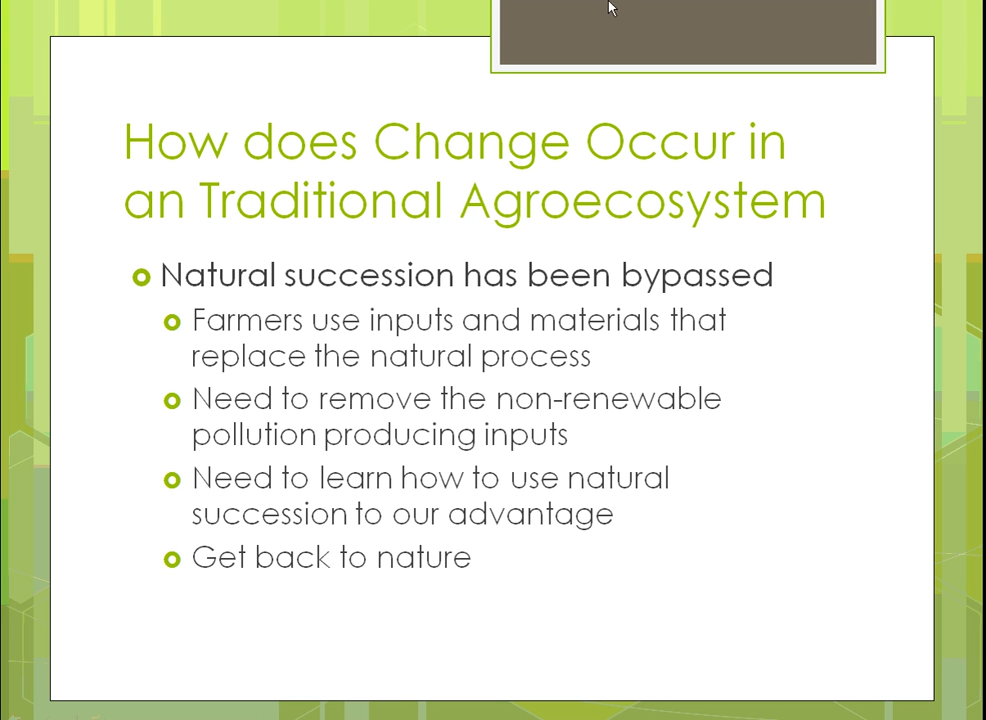 How does Change Occur in
an Traditional Agroecosystem
Natural succession has been bypassed
Farmers use inputs and materials that
replace the natural process
Need to remove the non-renewable
pollution producing inputs
Need to learn how to use natural
succession to our advantage
Get back to nature